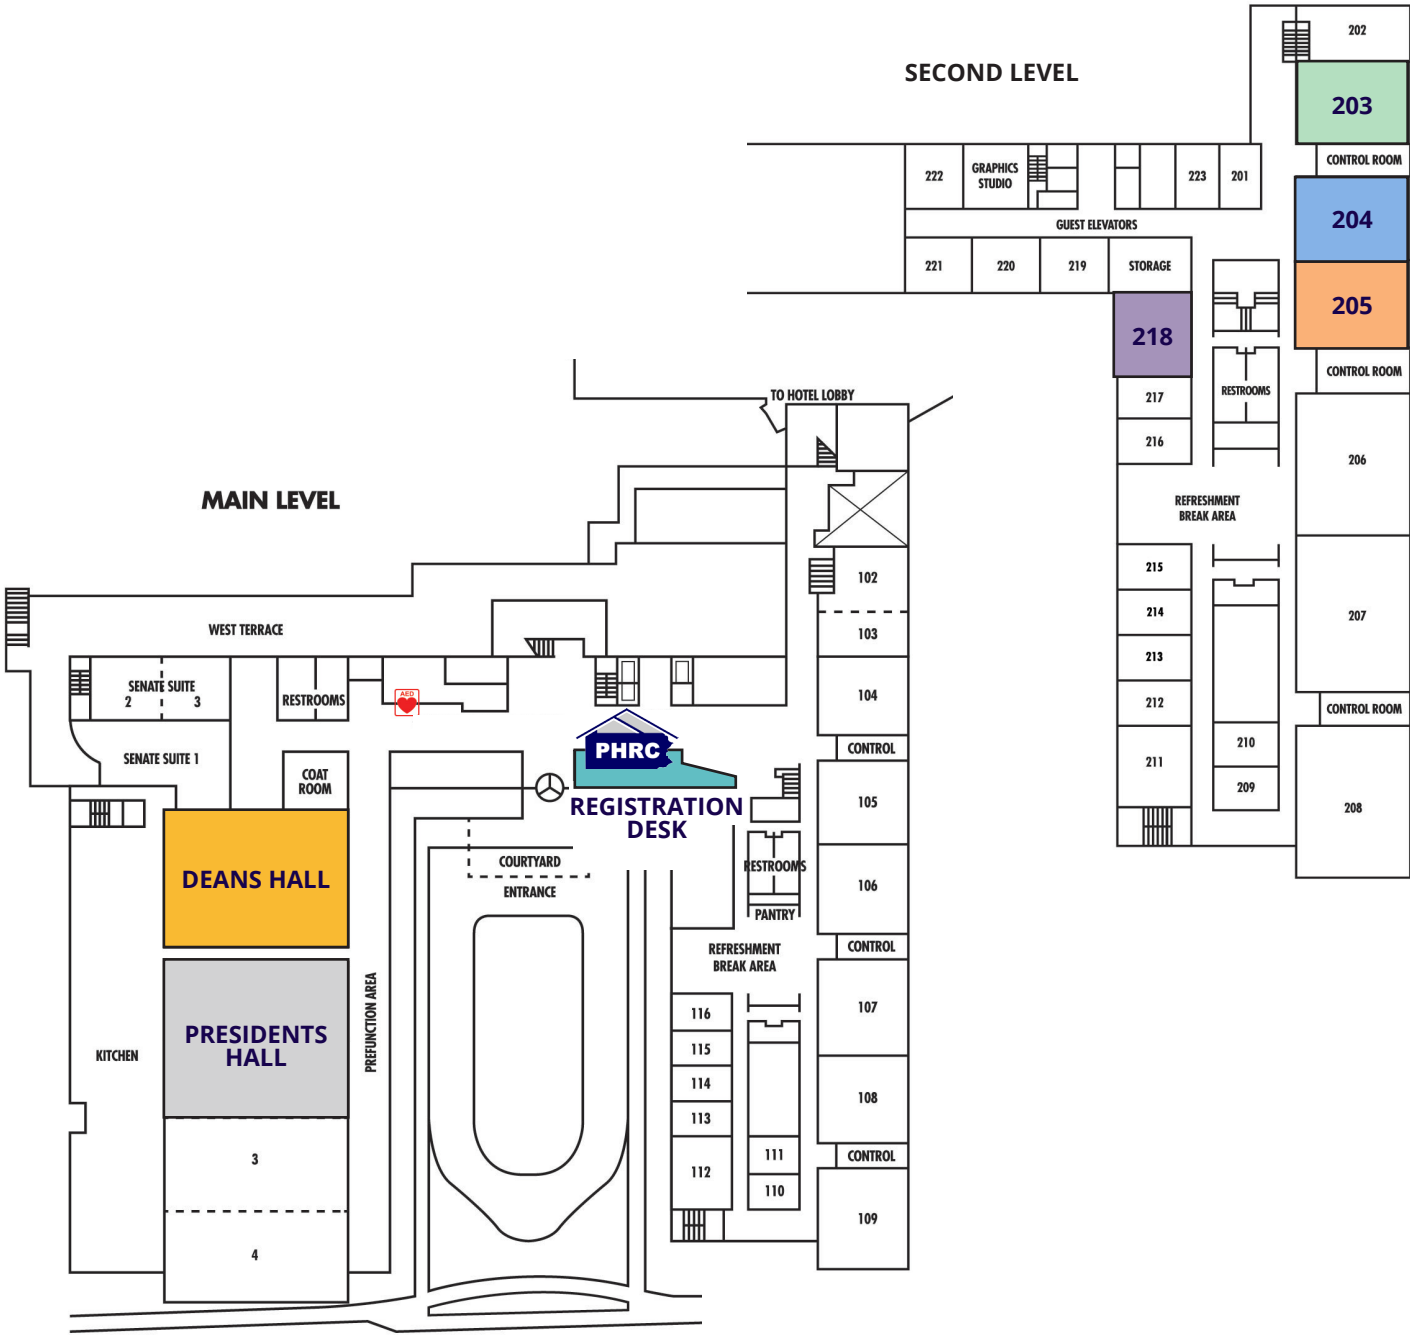 SECOND LEVEL
202
203
CONTROL ROOM
222
GRAPHICS
STUDIO
223
201
204
GUEST ELEVATORS
221
220
219
STORAGE
205
218
CONTROL ROOM
217
RESTROOMS
216
206
REFRESHMENT
BREAK AREA
215
214
207
213
212
CONTROL ROOM
211
210
209
208
TO HOTEL LOBBY
MAIN LEVEL
102
103
WEST TERRACE
SENATE SUITE
2 3
RESTROOMS
AED
104
PHRC
CONTROL
SENATE SUITE 1
COAT
ROOM
REGISTRATION
DESK
105
COURTYARD
ENTRANCE
RESTROOMS
106
PANTRY
DEANS HALL
REFRESHMENT
BREAK AREA
CONTROL
PREFUNCTION AREA
107
116
PRESIDENTS
HALL
KITCHEN
115
114
108
113
3
111
CONTROL
112
110
109
4